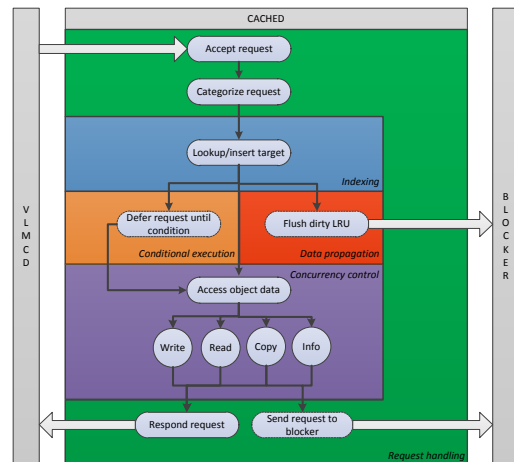 CACHED
Accept request
Categorize request
Lookup/insert target
Indexing
V
L
M
C
D
B
L
O
C
K
E
R
Defer request until
condition
Flush dirty LRU
Conditional execution
Data propagation
Concurrency control
Access object data
Write
Read
Copy
Info
Respond request
Send request to
blocker
Request handling